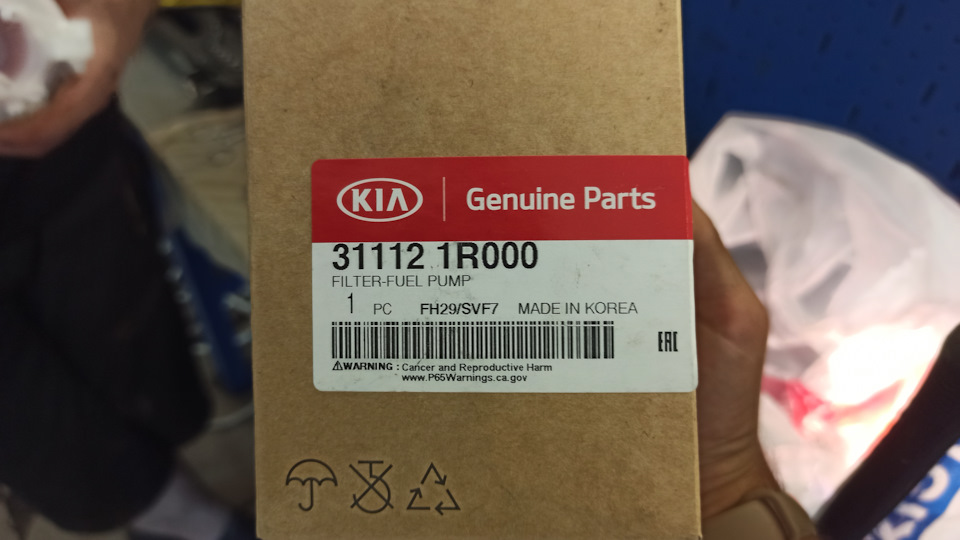 KIA Genuine Parts
31112 1R000
FILTER-FUEL PUMP
1 PC FH29/SVF7 MADE IN KOREA
EAC
⚠WARNING : Cancer and Reproductive Harm
www.P65Warnings.ca.gov